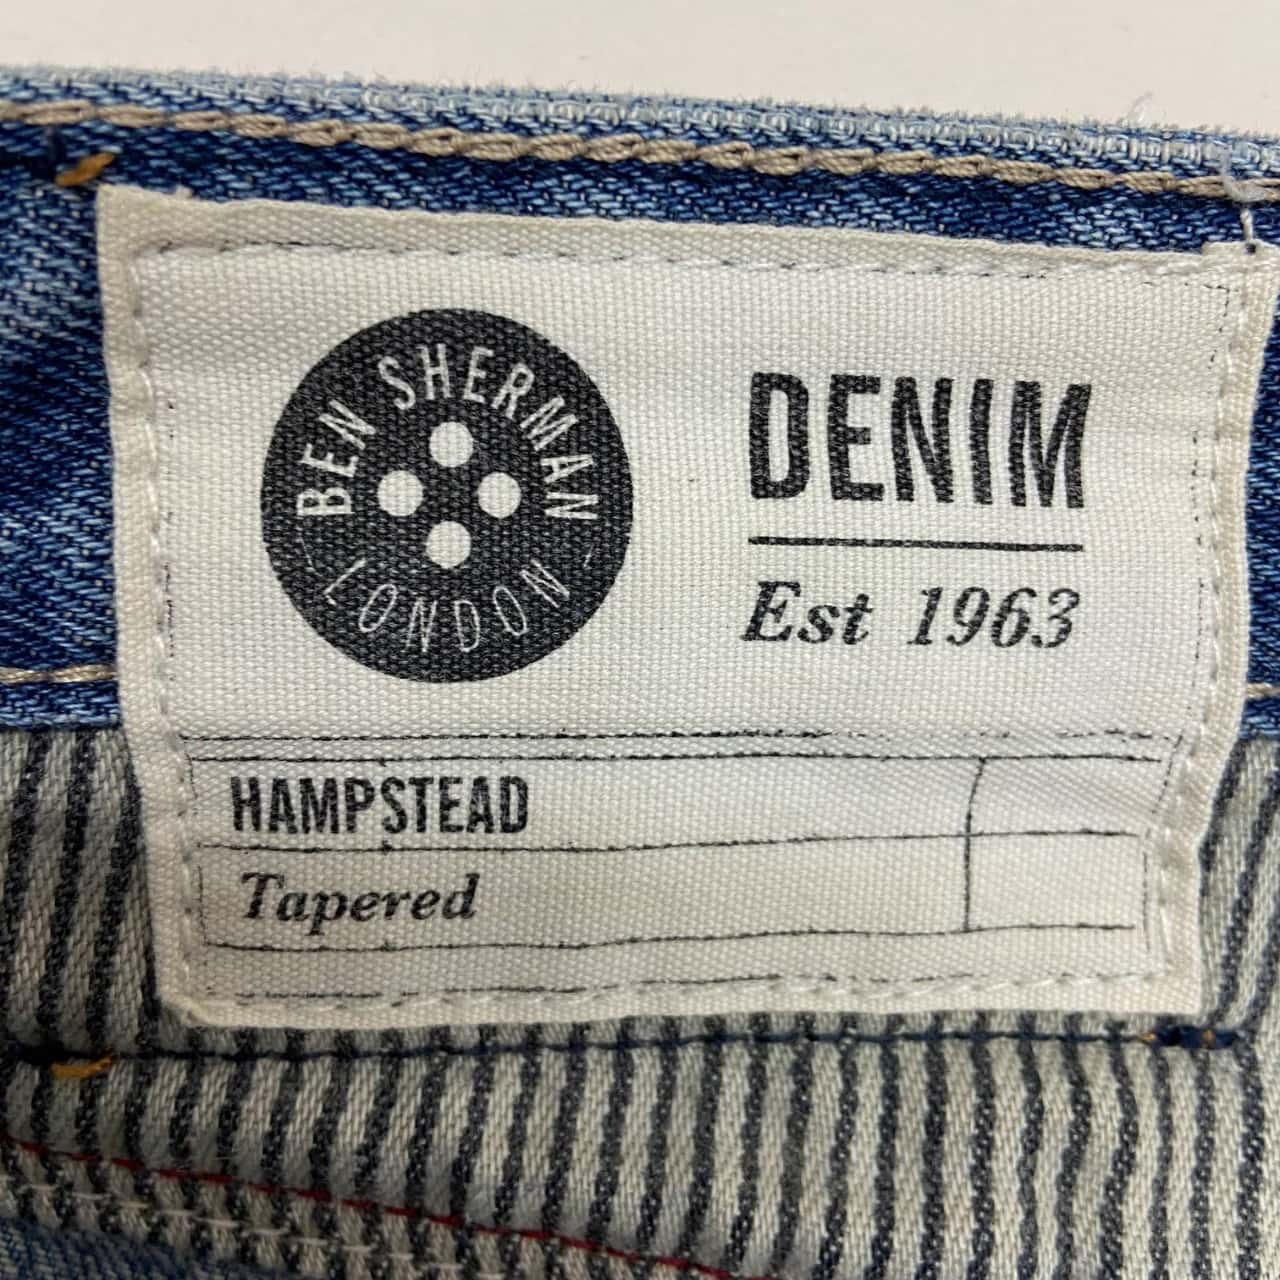 BEN SHERMAN
LONDON
DENIM
Est 1963
HAMPSTEAD
Tapered